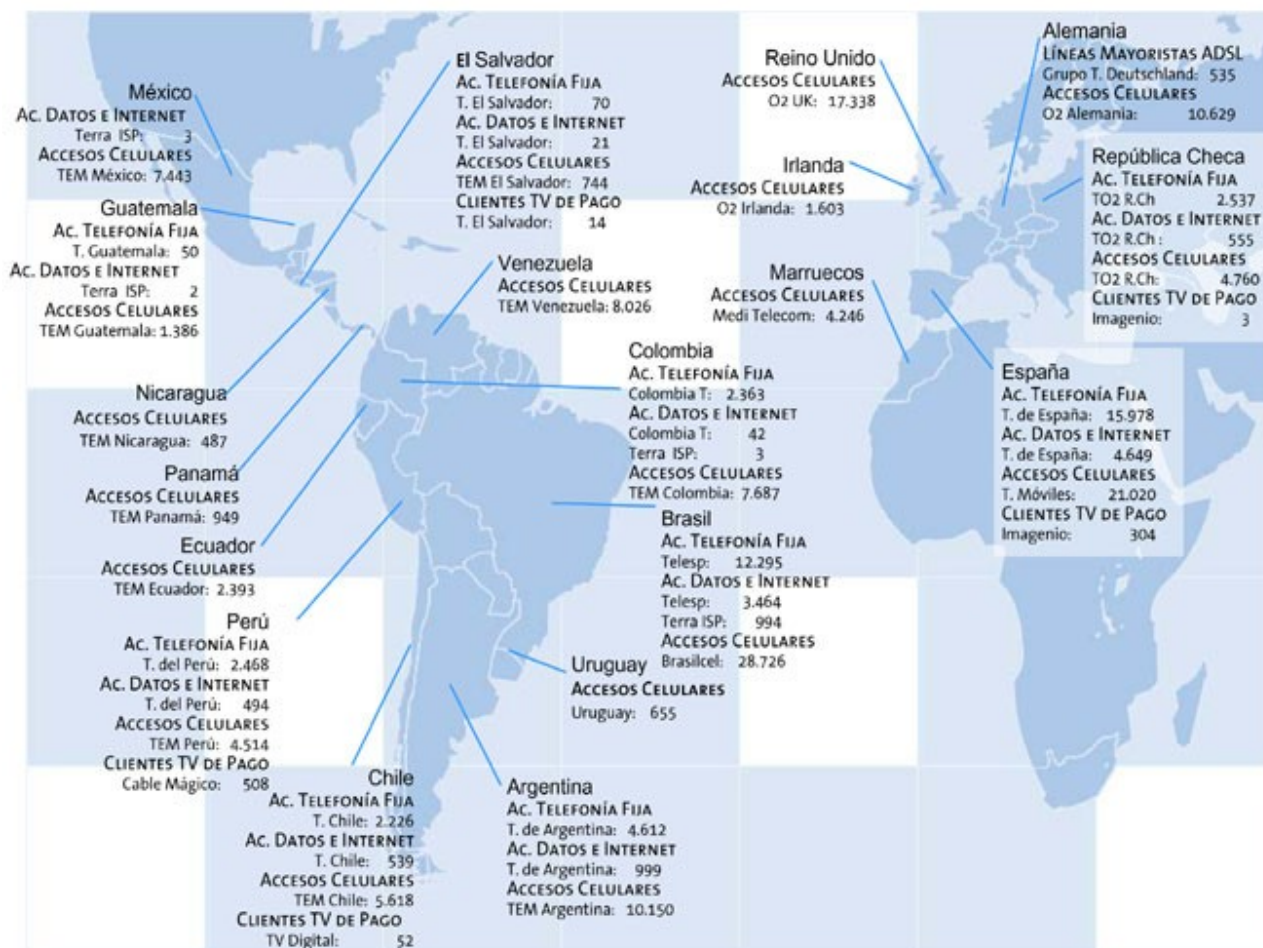 México
Ac. Datos e Internet
Terra ISP: 3
Accesos Celulares
TEM México: 7.443
Guatemala
Ac. Telefonía Fija
T. Guatemala: 50
Ac. Datos e Internet
Terra ISP: 2
Accesos Celulares
TEM Guatemala: 1.386
El Salvador
Ac. Telefonía Fija
T. El Salvador: 70
Ac. Datos e Internet
T. El Salvador: 21
Accesos Celulares
TEM El Salvador: 744
Clientes TV de Pago
T. El Salvador: 14
Venezuela
Accesos Celulares
TEM Venezuela: 8.026
Nicaragua
Accesos Celulares
TEM Nicaragua: 487
Panamá
Accesos Celulares
TEM Panamá: 949
Ecuador
Accesos Celulares
TEM Ecuador: 2.393
Perú
Ac. Telefonía Fija
T. del Perú: 2.468
Ac. Datos e Internet
T. del Perú: 494
Accesos Celulares
TEM Perú: 4.514
Clientes TV de Pago
Cable Mágico: 508
Chile
Ac. Telefonía Fija
T. Chile: 2.226
Ac. Datos e Internet
T. Chile: 539
Accesos Celulares
TEM Chile: 5.618
Clientes TV de Pago
TV Digital: 52
Argentina
Ac. Telefonía Fija
T. de Argentina: 4.612
Ac. Datos e Internet
T. de Argentina: 999
Accesos Celulares
TEM Argentina: 10.150
Uruguay
Accesos Celulares
Uruguay: 655
Colombia
Ac. Telefonía Fija
Colombia T: 2.363
Ac. Datos e Internet
Colombia T: 42
Terra ISP: 3
Accesos Celulares
TEM Colombia: 7.687
Brasil
Ac. Telefonía Fija
Telesp: 12.295
Ac. Datos e Internet
Telesp: 3.464
Terra ISP: 994
Accesos Celulares
Brasilcel: 28.726
Reino Unido
Accesos Celulares
O2 UK: 17.338
Irlanda
Accesos Celulares
O2 Irlanda: 1.603
Marruecos
Accesos Celulares
Medi Telecom: 4.246
Alemania
Líneas Mayoristas ADSL
Grupo T. Deutschland: 535
Accesos Celulares
O2 Alemania: 10.629
República Checa
Ac. Telefonía Fija
TO2 R.Ch 2.537
Ac. Datos e Internet
TO2 R.Ch : 555
Accesos Celulares
TO2 R.Ch: 4.760
Clientes TV de Pago
Imagenio: 3
España
Ac. Telefonía Fija
T. de España: 15.978
Ac. Datos e Internet
T. de España: 4.649
Accesos Celulares
T. Móviles: 21.020
Clientes TV de Pago
Imagenio: 304